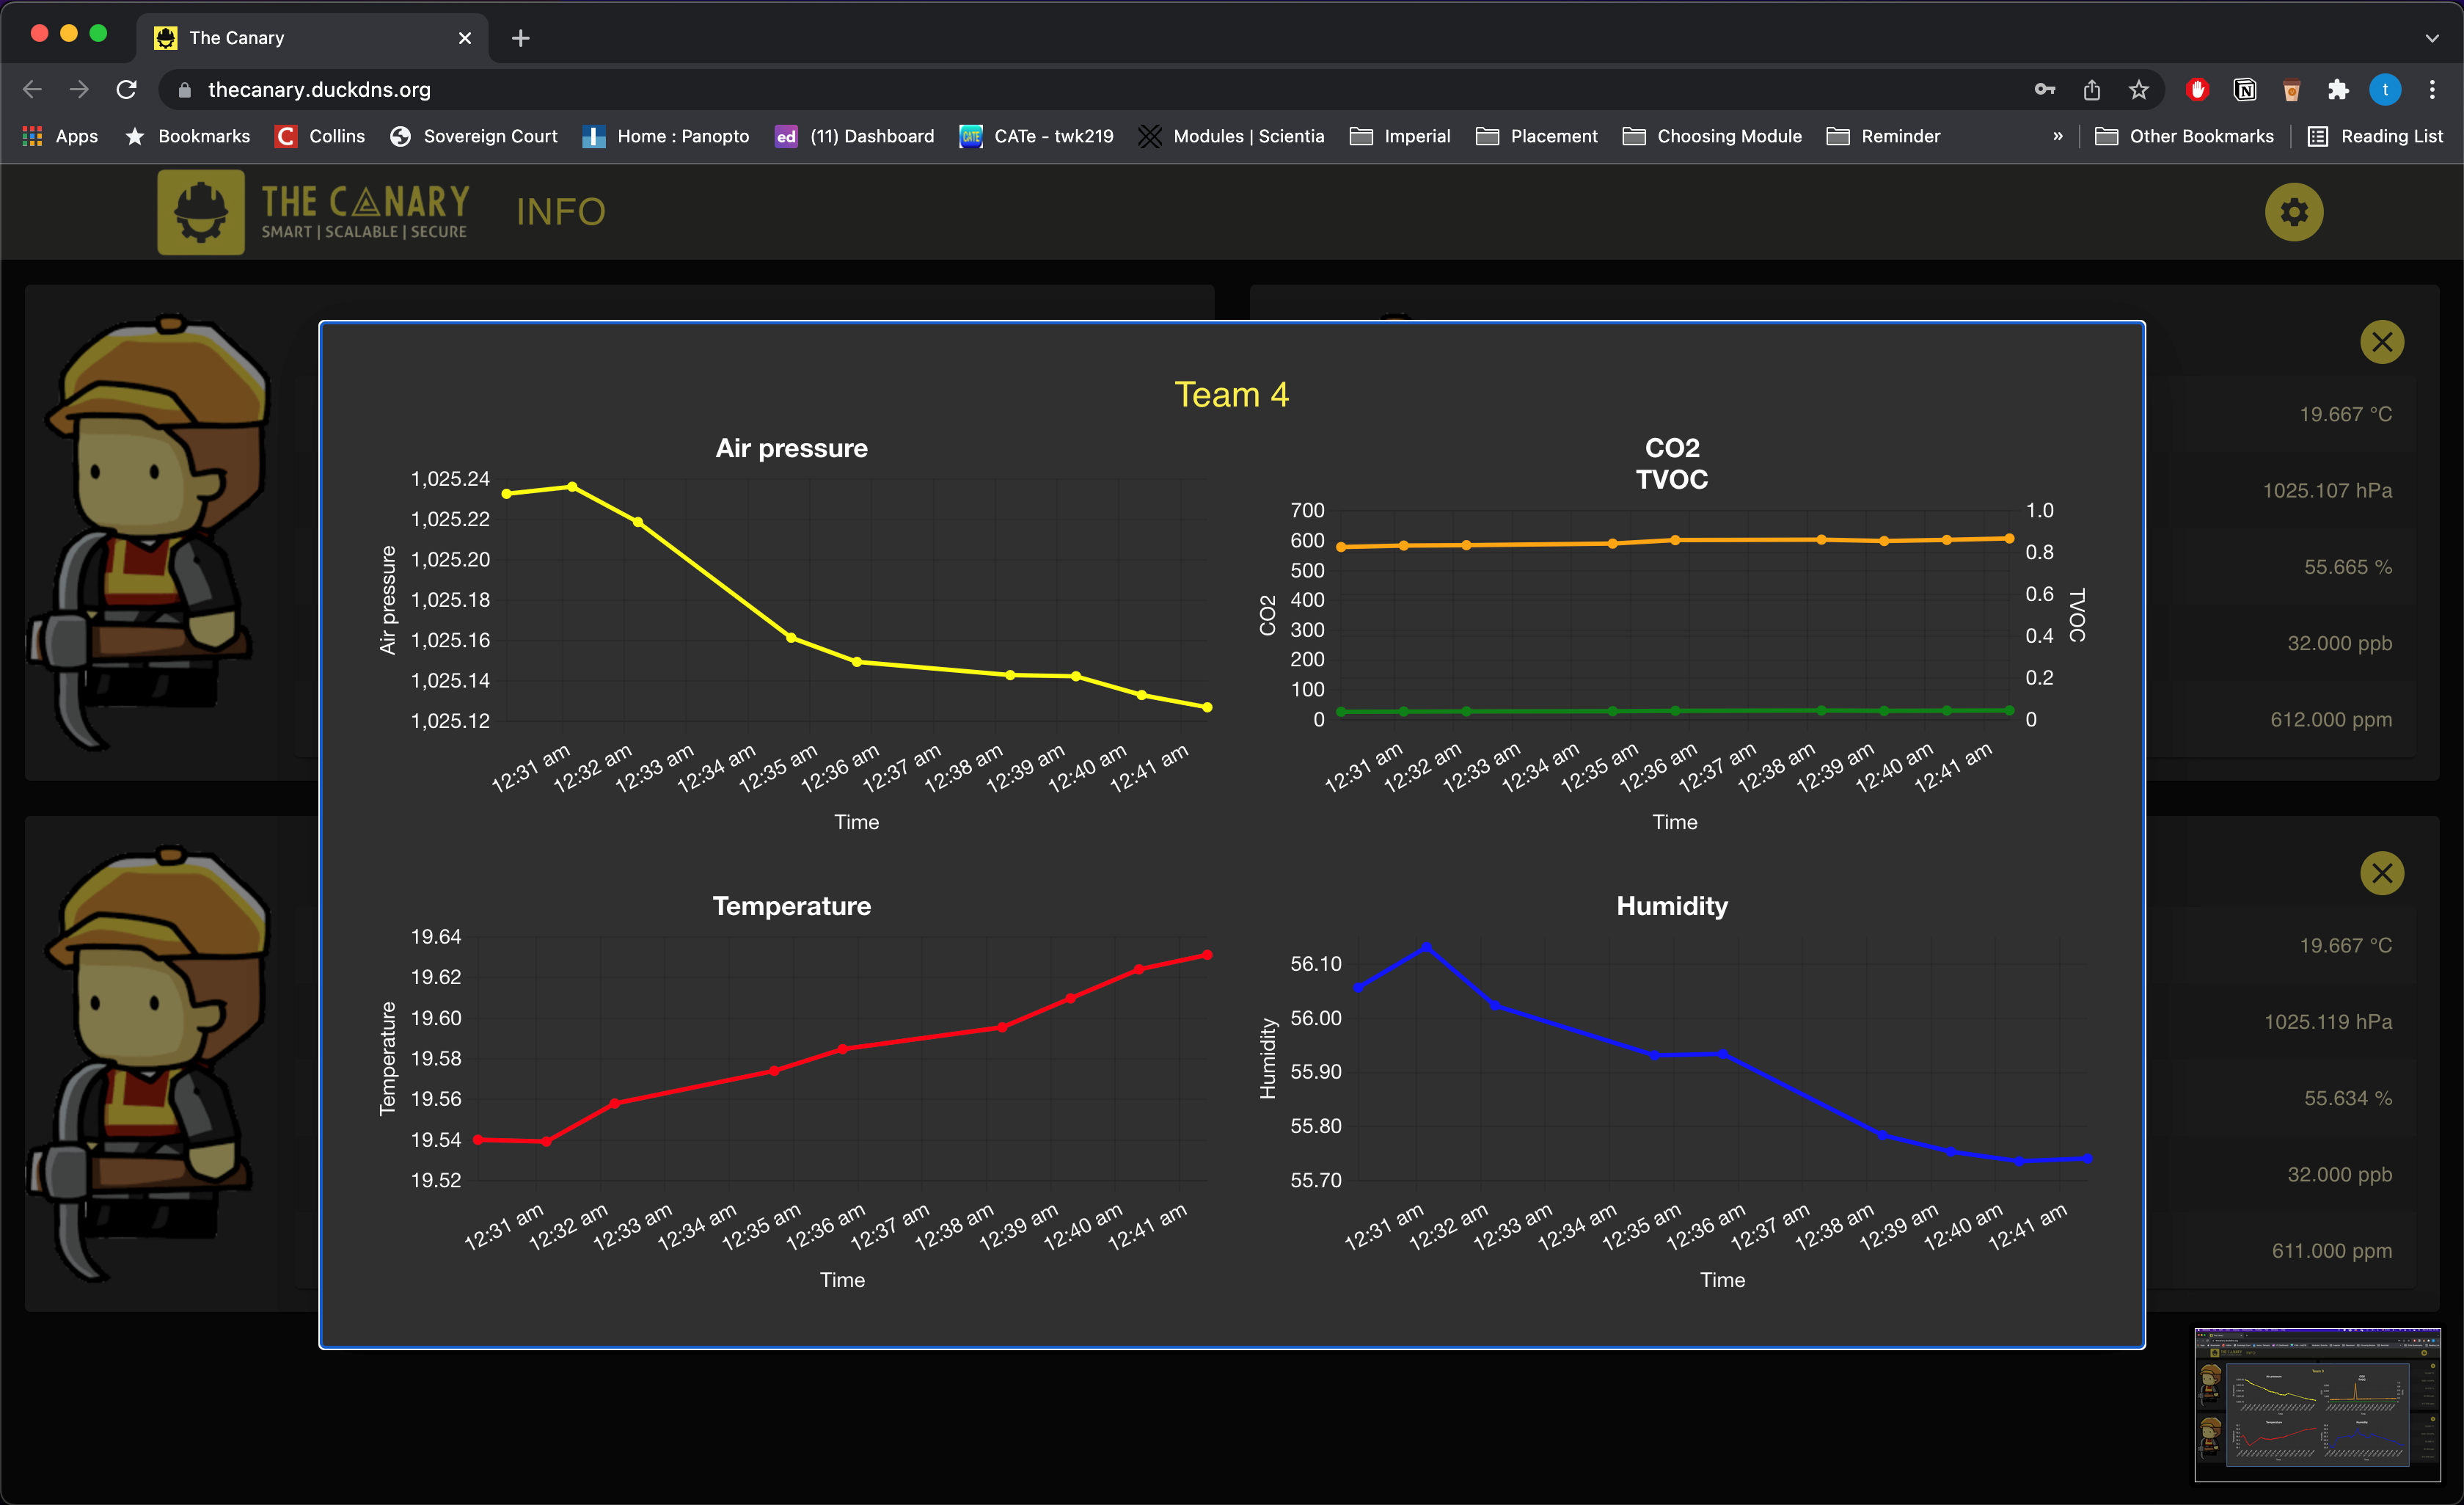 The Canary
thecanary.duckdns.org
Apps Bookmarks Collins Sovereign Court Home : Panopto (11) Dashboard CATe - twk219 Modules | Scientia Imperial Placement Choosing Module Reminder » Other Bookmarks Reading List
THE CANARY
SMART | SCALABLE | SECURE
INFO
Team 4
Air pressure
1,025.24
1,025.22
1,025.20
1,025.18
1,025.16
1,025.14
1,025.12
Air pressure
12:31 am 12:32 am 12:33 am 12:34 am 12:35 am 12:36 am 12:37 am 12:38 am 12:39 am 12:40 am 12:41 am
Time
CO2
TVOC
700
600
500
400
300
200
100
0
CO2
1.0
0.8
0.6
0.4
0.2
0
TVOC
12:31 am 12:32 am 12:33 am 12:34 am 12:35 am 12:36 am 12:37 am 12:38 am 12:39 am 12:40 am 12:41 am
Time
Temperature
19.64
19.62
19.60
19.58
19.56
19.54
19.52
Temperature
12:31 am 12:32 am 12:33 am 12:34 am 12:35 am 12:36 am 12:37 am 12:38 am 12:39 am 12:40 am 12:41 am
Time
Humidity
56.10
56.00
55.90
55.80
55.70
Humidity
12:31 am 12:32 am 12:33 am 12:34 am 12:35 am 12:36 am 12:37 am 12:38 am 12:39 am 12:40 am 12:41 am
Time
19.667 °C
1025.107 hPa
55.665 %
32.000 ppb
612.000 ppm
19.667 °C
1025.119 hPa
55.634 %
32.000 ppb
611.000 ppm